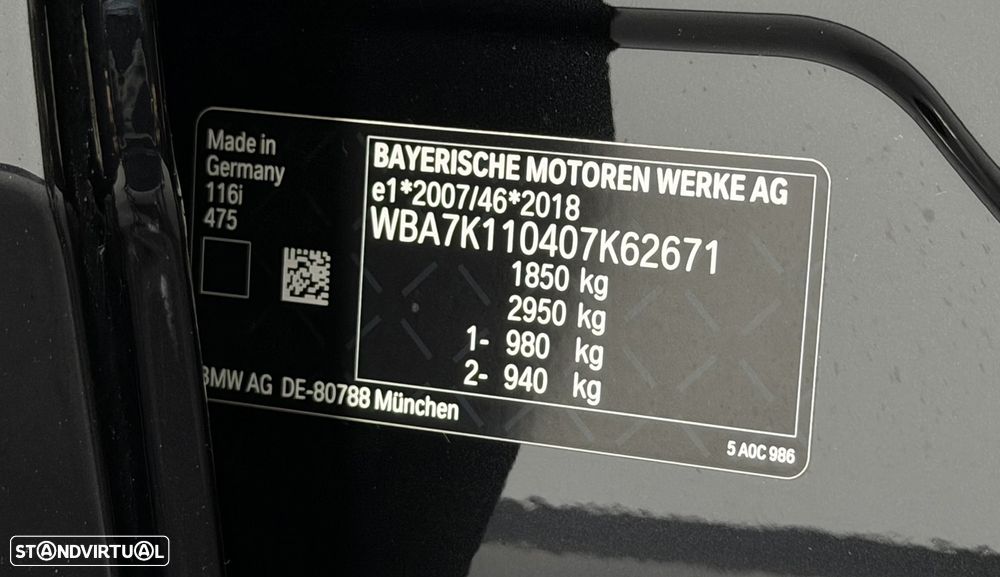 Made in
Germany
116i
475
BAYERISCHE MOTOREN WERKE AG
e1*2007/46*2018
WBA7K110407K62671
1850 kg
2950 kg
1- 980 kg
2- 940 kg
BMW AG DE-80788 München
5 A0C 986
STANDVIRTUAL